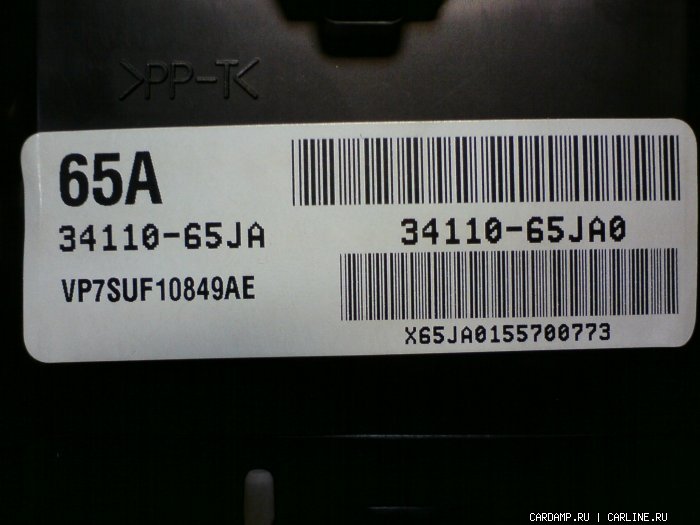 >PP-T<
65A
34110-65JA
34110-65JA0
VP7SUF10849AE
X65JA0155700773
CARDAMP.RU | CARLINE.RU